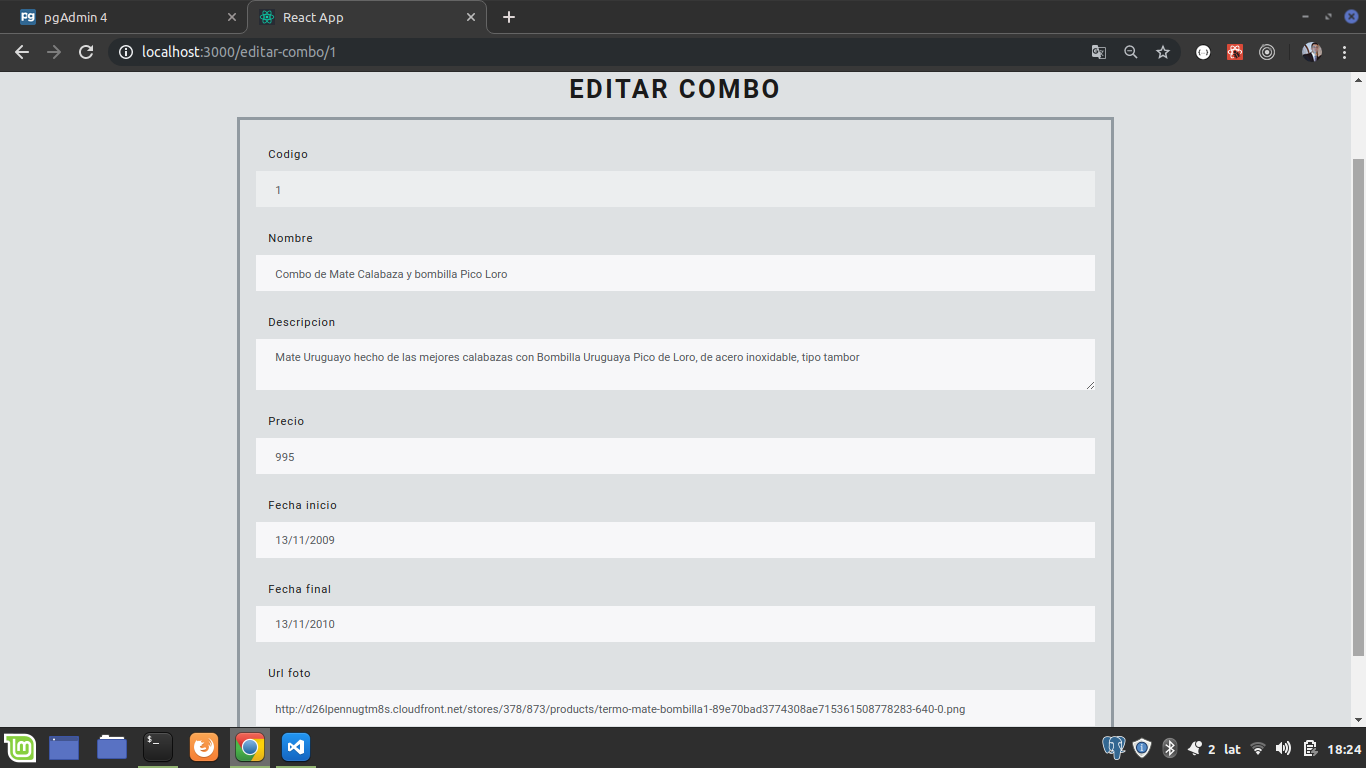 pgAdmin 4
React App
localhost:3000/editar-combo/1
EDITAR COMBO
Codigo
1
Nombre
Combo de Mate Calabaza y bombilla Pico Loro
Descripcion
Mate Uruguayo hecho de las mejores calabazas con Bombilla Uruguaya Pico de Loro, de acero inoxidable, tipo tambor
Precio
995
Fecha inicio
13/11/2009
Fecha final
13/11/2010
Url foto
http://d26lpennugtm8s.cloudfront.net/stores/378/873/products/termo-mate-bombilla1-89e70bad3774308ae715361508778283-640-0.png
2 lat 18:24